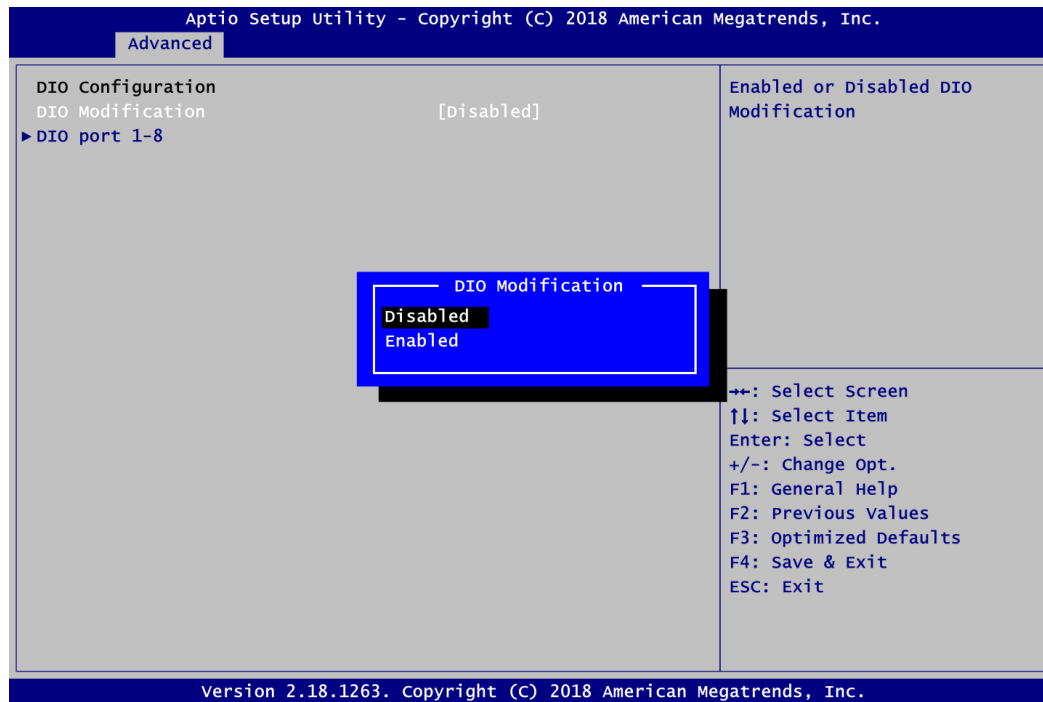 Aptio Setup Utility - Copyright (C) 2018 American Megatrends, Inc.
Advanced
DIO Configuration
DIO Modification [Disabled]
►DIO port 1-8
Enabled or Disabled DIO
Modification
DIO Modification
Disabled
Enabled
→←: Select Screen
↑↓: Select Item
Enter: Select
+/-: Change Opt.
F1: General Help
F2: Previous Values
F3: Optimized Defaults
F4: Save & Exit
ESC: Exit
Version 2.18.1263. Copyright (C) 2018 American Megatrends, Inc.